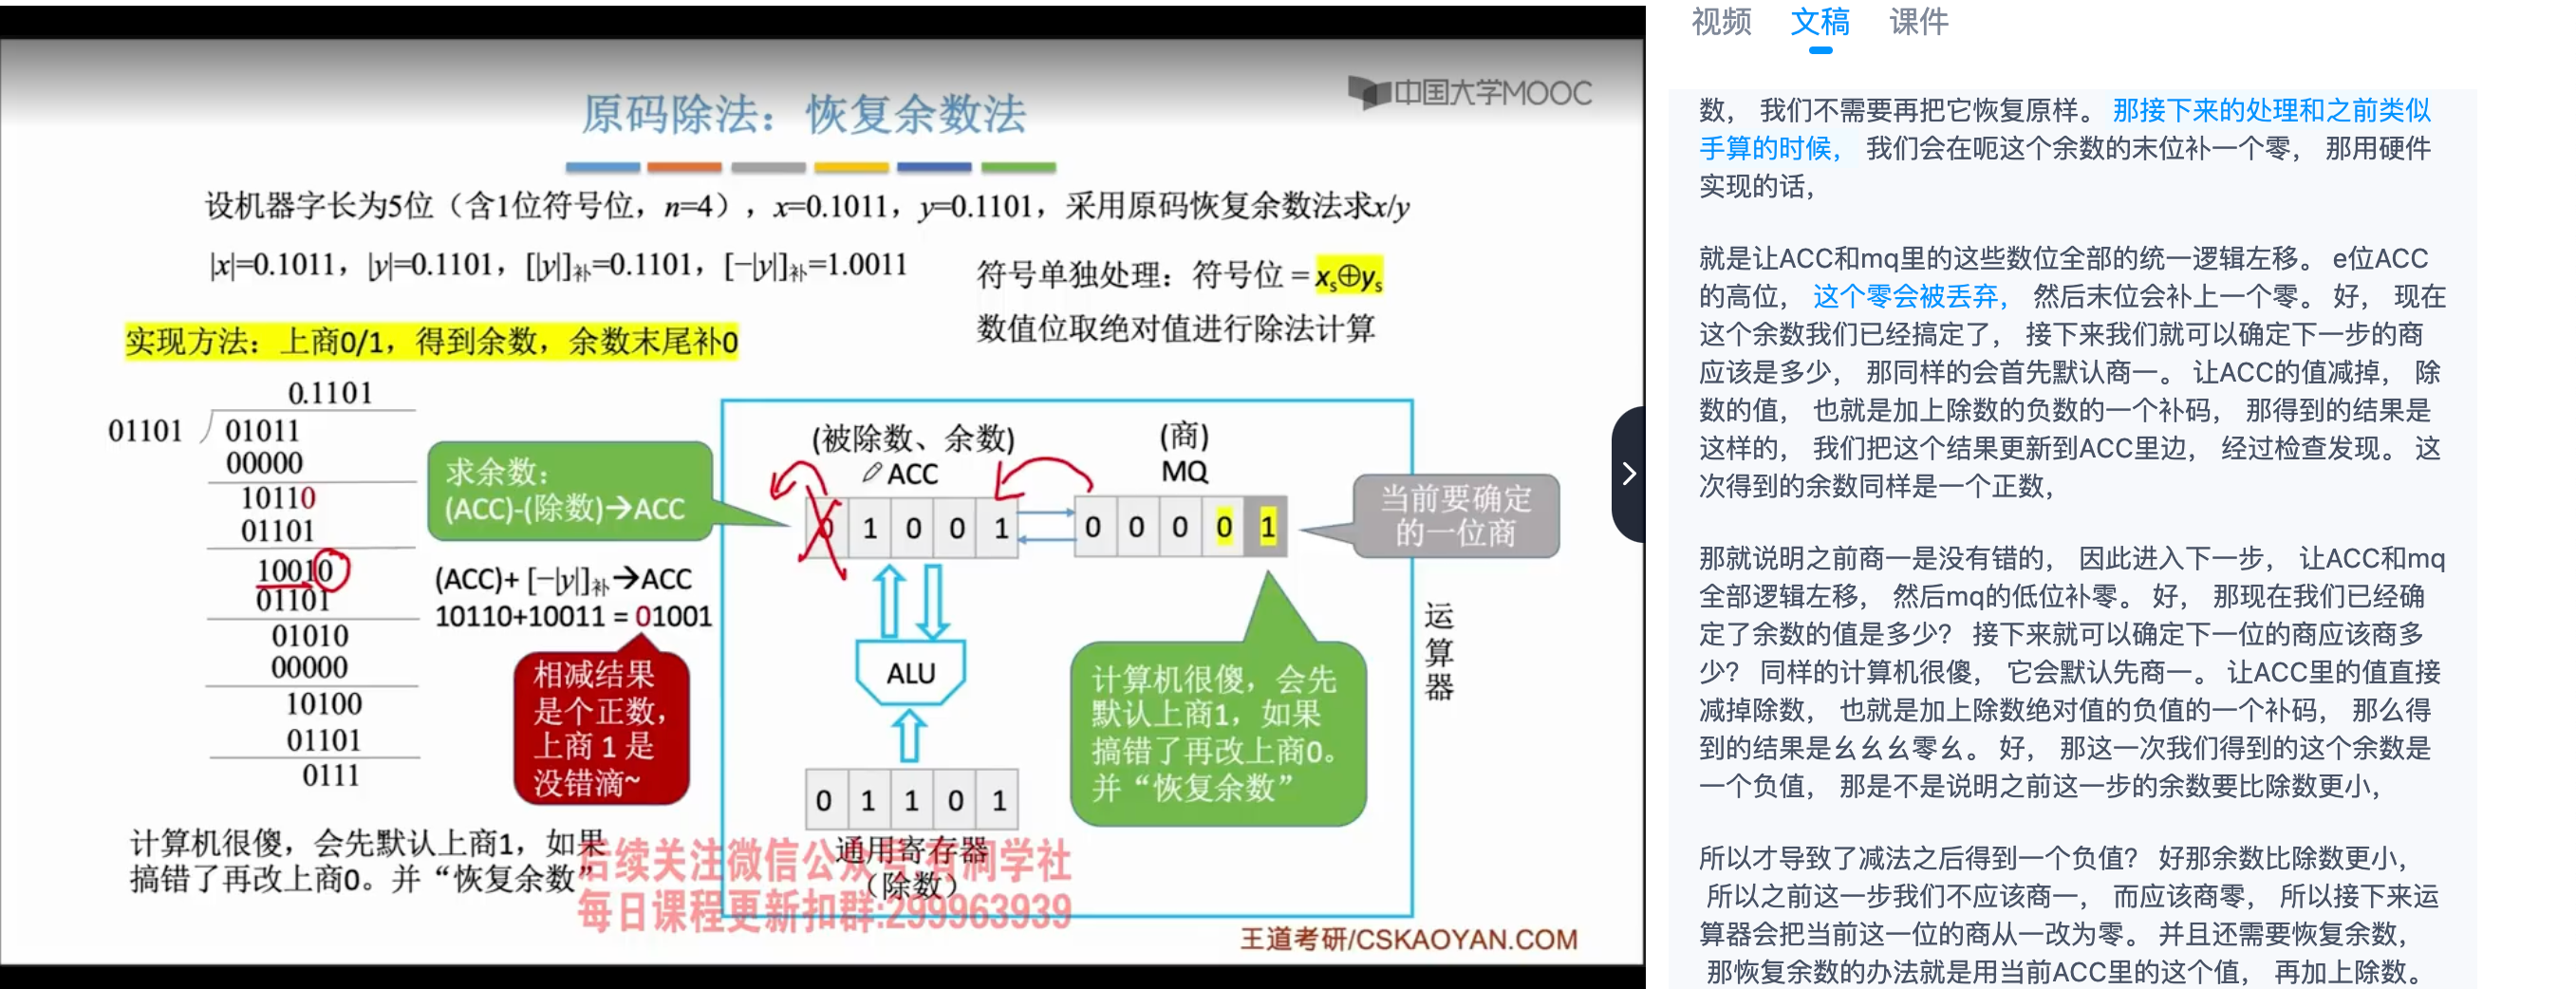 中国大学MOOC
原码除法：恢复余数法
设机器字长为5位（含1位符号位，n=4），x=0.1011，y=0.1101，采用原码恢复余数法求x/y
|x|=0.1011，|y|=0.1101，[|y|]补=0.1101，[−|y|]补=1.0011
符号单独处理：符号位 = xs⊕ys
数值位取绝对值进行除法计算
实现方法：上商0/1，得到余数，余数末尾补0
0.1101
01101
01011
00000
10110
01101
10010
01101
01010
00000
10100
01101
0111
求余数：
(ACC)-(除数)→ACC
(ACC)+ [−|y|]补→ACC
10110+10011 = 01001
相减结果
是个正数，
上商 1 是
没错滴~
(被除数、余数)
ACC
(商)
MQ
0 1 0 0 1
0 0 0 0 1
当前要确定
的一位商
ALU
运算器
计算机很傻，会先
默认上商1，如果
搞错了再改上商0。
并“恢复余数”
0 1 1 0 1
通用寄存器
（除数）
计算机很傻，会先默认上商1，如果
搞错了再改上商0。并“恢复余数”
每日课程更新扣群:299963939
王道考研/CSKAOYAN.COM
视频 文稿 课件
数， 我们不需要再把它恢复原样。 那接下来的处理和之前类似
手算的时候， 我们会在呃这个余数的末位补一个零， 那用硬件
实现的话，
就是让ACC和mq里的这些数位全部的统一逻辑左移。 e位ACC
的高位， 这个零会被丢弃， 然后末位会补上一个零。 好， 现在
这个余数我们已经搞定了， 接下来我们就可以确定下一步的商
应该是多少， 那同样的会首先默认商一。 让ACC的值减掉， 除
数的值， 也就是加上除数的负数的一个补码， 那得到的结果是
这样的， 我们把这个结果更新到ACC里边， 经过检查发现。 这
次得到的余数同样是一个正数，
那就说明之前商一是没有错的， 因此进入下一步， 让ACC和mq
全部逻辑左移， 然后mq的低位补零。 好， 那现在我们已经确
定了余数的值是多少？ 接下来就可以确定下一位的商应该商多
少？ 同样的计算机很傻， 它会默认先商一。 让ACC里的值直接
减掉除数， 也就是加上除数绝对值的负值的一个补码， 那么得
到的结果是幺幺幺零幺。 好， 那这一次我们得到的这个余数是
一个负值， 那是不是说明之前这一步的余数要比除数更小，
所以才导致了减法之后得到一个负值？ 好那余数比除数更小，
所以之前这一步我们不应该商一， 而应该商零， 所以接下来运
算器会把当前这一位的商从一改为零。 并且还需要恢复余数，
那恢复余数的办法就是用当前ACC里的这个值， 再加上除数。